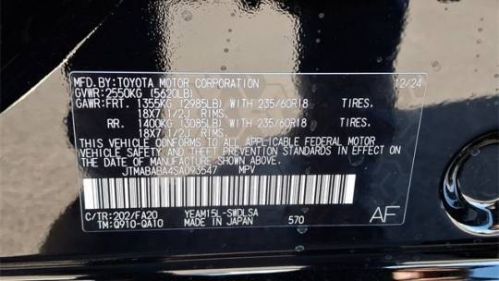 MFD.BY:TOYOTA MOTOR CORPORATION 12/24
GVWR:2550KG (5620LB)
GAWR:FRT. 1355KG (2985LB) WITH 235/60R18 TIRES.
18X7 1/2J RIMS.
RR. 1400KG (3085LB) WITH 235/60R18 TIRES.
18X7 1/2J RIMS.
THIS VEHICLE CONFORMS TO ALL APPLICABLE FEDERAL MOTOR
VEHICLE SAFETY AND BUMPER STANDARDS IN EFFECT ON THE
DATE OF MANUFACTURE SHOWN ABOVE.
JTMABABA4SA093547 MPV
C/TR:202/FA20 YEAM15L-SWDLSA
TM:Q910-QA10 MADE IN JAPAN 570 AF